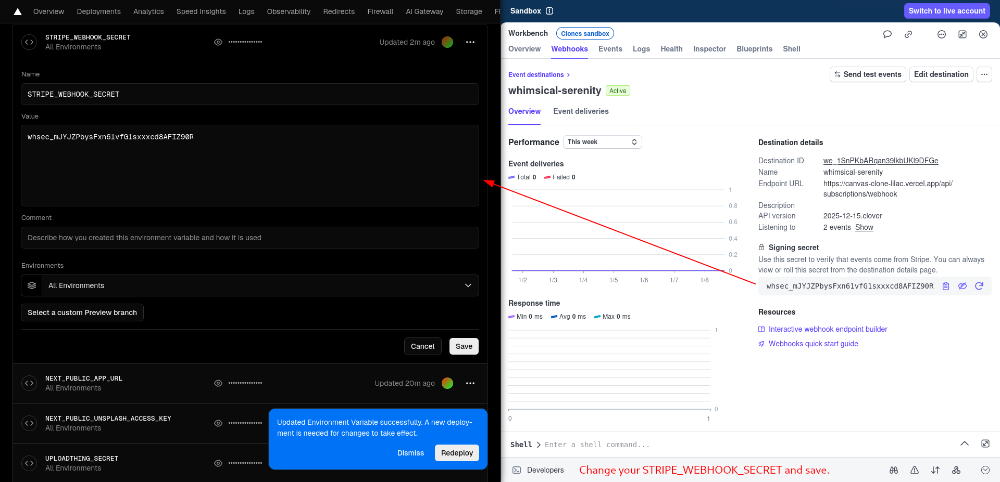 Overview Deployments Analytics Speed Insights Logs Observability Redirects Firewall AI Gateway Storage Fl
STRIPE_WEBHOOK_SECRET
All Environments
•••••••••••••••
Updated 2m ago
Name
STRIPE_WEBHOOK_SECRET
Value
whsec_mJYJZPbysFxn61vfG1sxxxcd8AFIZ90R
Comment
Describe how you created this environment variable and how it is used
Environments
All Environments
Select a custom Preview branch
Cancel Save
NEXT_PUBLIC_APP_URL
All Environments
•••••••••••••••
Updated 20m ago
NEXT_PUBLIC_UNSPLASH_ACCESS_KEY
All Environments
•••••••••••••••
UPLOADTHING_SECRET
All Environments
•••••••••••••••
Updated Environment Variable successfully. A new deploy-
ment is needed for changes to take effect.
Dismiss Redeploy
Sandbox
Switch to live account
Workbench Clones sandbox
Overview Webhooks Events Logs Health Inspector Blueprints Shell
Event destinations
Send test events Edit destination
whimsical-serenity Active
Overview Event deliveries
Performance This week
Event deliveries
Total 0 Failed 0
1
0.8
0.6
0.4
0.2
0
1/2 1/3 1/4 1/5 1/6 1/7 1/8
Response time
Min 0 ms Avg 0 ms Max 0 ms
1
0
0 1
Destination details
Destination ID we_1SnPKbARqan39lkbUKl9DFGe
Name whimsical-serenity
Endpoint URL https://canvas-clone-lilac.vercel.app/api/
subscriptions/webhook
Description
API version 2025-12-15.clover
Listening to 2 events Show
Signing secret
Use this secret to verify that events come from Stripe. You can always
view or roll this secret from the destination details page.
whsec_mJYJZPbysFxn61vfG1sxxxcd8AFIZ90R
Resources
Interactive webhook endpoint builder
Webhooks quick start guide
Shell Enter a shell command...
Developers
Change your STRIPE_WEBHOOK_SECRET and save.